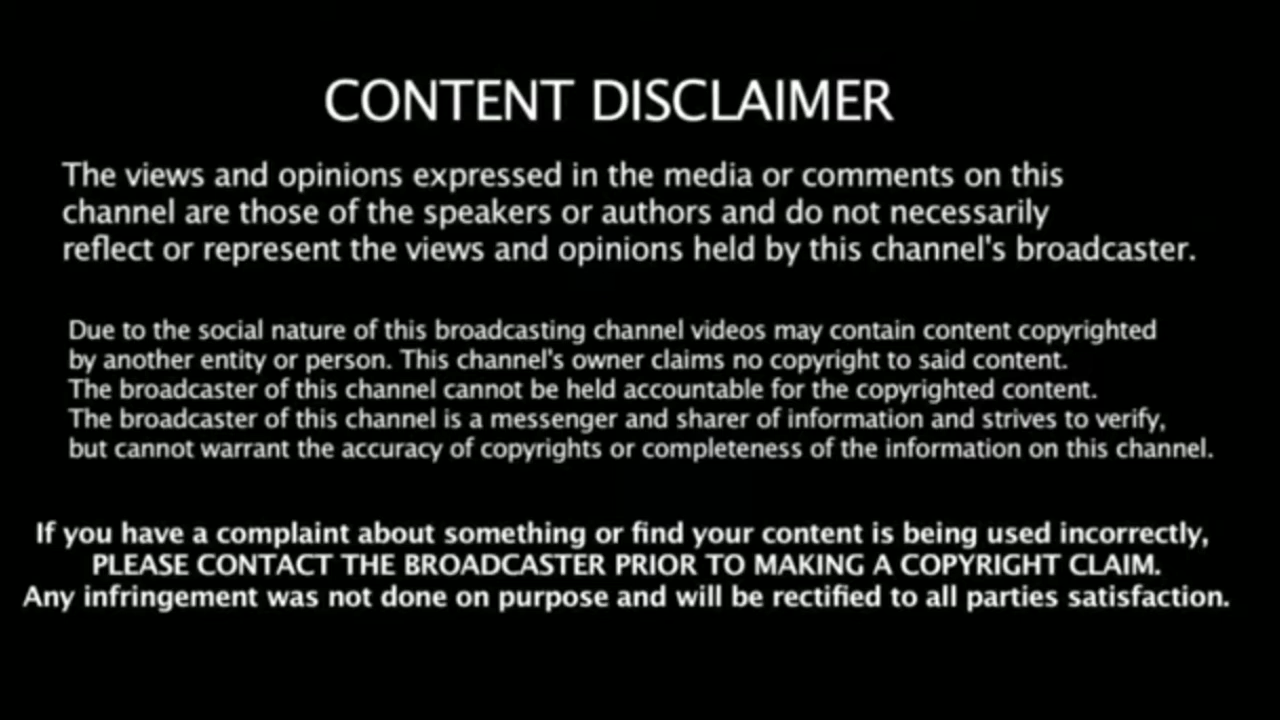 CONTENT DISCLAIMER
The views and opinions expressed in the media or comments on this
channel are those of the speakers or authors and do not necessarily
reflect or represent the views and opinions held by this channel's broadcaster.
Due to the social nature of this broadcasting channel videos may contain content copyrighted
by another entity or person. This channel's owner claims no copyright to said content.
The broadcaster of this channel cannot be held accountable for the copyrighted content.
The broadcaster of this channel is a messenger and sharer of information and strives to verify,
but cannot warrant the accuracy of copyrights or completeness of the information on this channel.
If you have a complaint about something or find your content is being used incorrectly,
PLEASE CONTACT THE BROADCASTER PRIOR TO MAKING A COPYRIGHT CLAIM.
Any infringement was not done on purpose and will be rectified to all parties satisfaction.